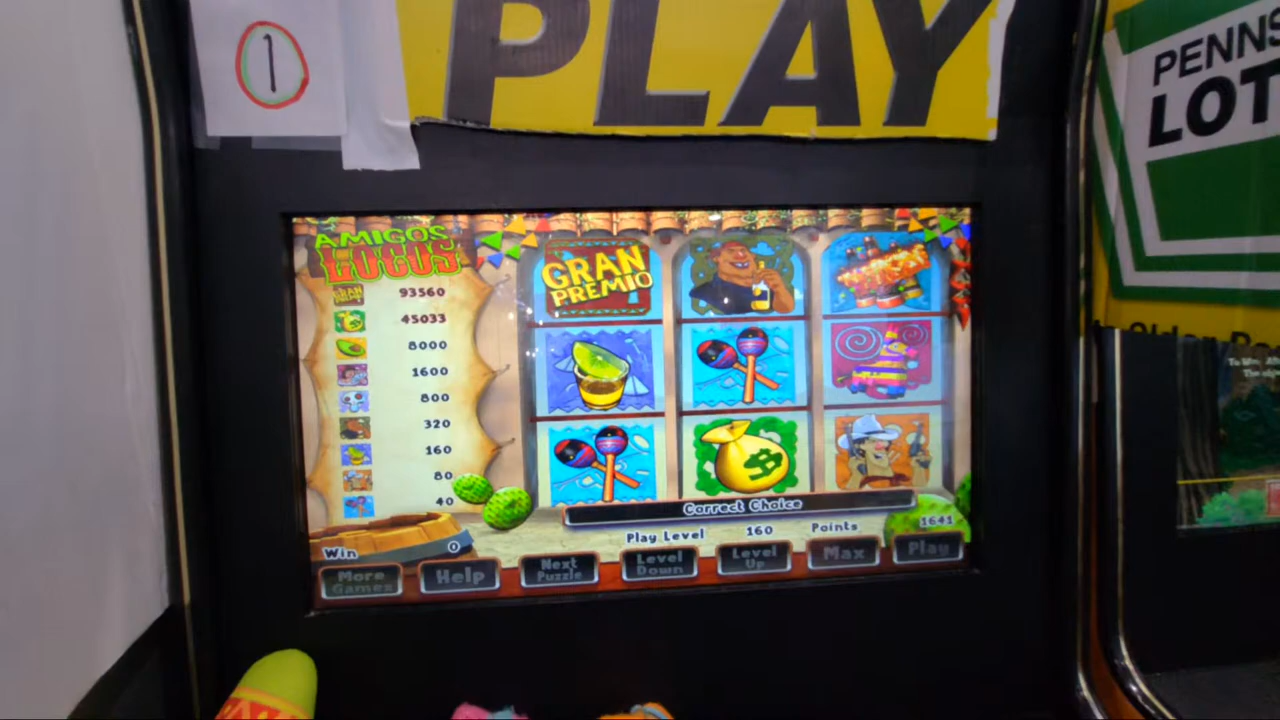 1
PLAY
PENNS
LOT
AMIGOS
LOCOS
GRAN
PREMIO
93560
45033
8000
1600
800
320
160
80
40
Correct Choice
Play Level 160 Points 1641
Win 0
More Games
Help
Next Puzzle
Level Down
Level Up
Max
Play